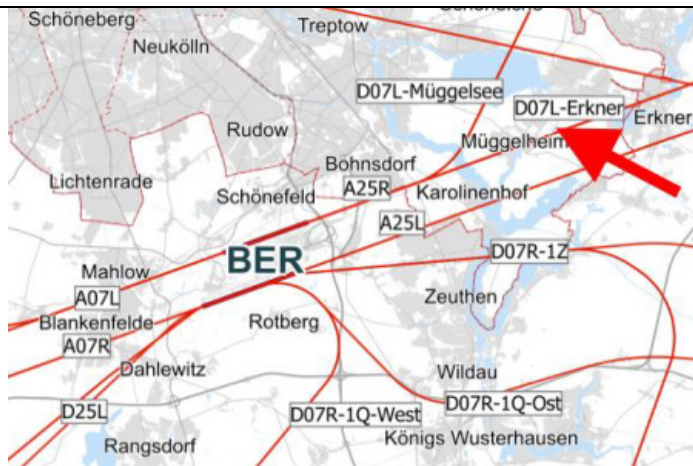 Schöneberg
Treptow
Neukölln
D07L-Müggelsee
D07L-Erkner
Erkner
Rudow
Müggelheim
Bohnsdorf
Lichtenrade
A25R
Karolinenhof
Schönefeld
A25L
BER
D07R-1Z
Mahlow
A07L
Zeuthen
Blankenfelde
Rotberg
A07R
Dahlewitz
Wildau
D25L
D07R-1Q-West
D07R-1Q-Ost
Rangsdorf
Königs Wusterhausen